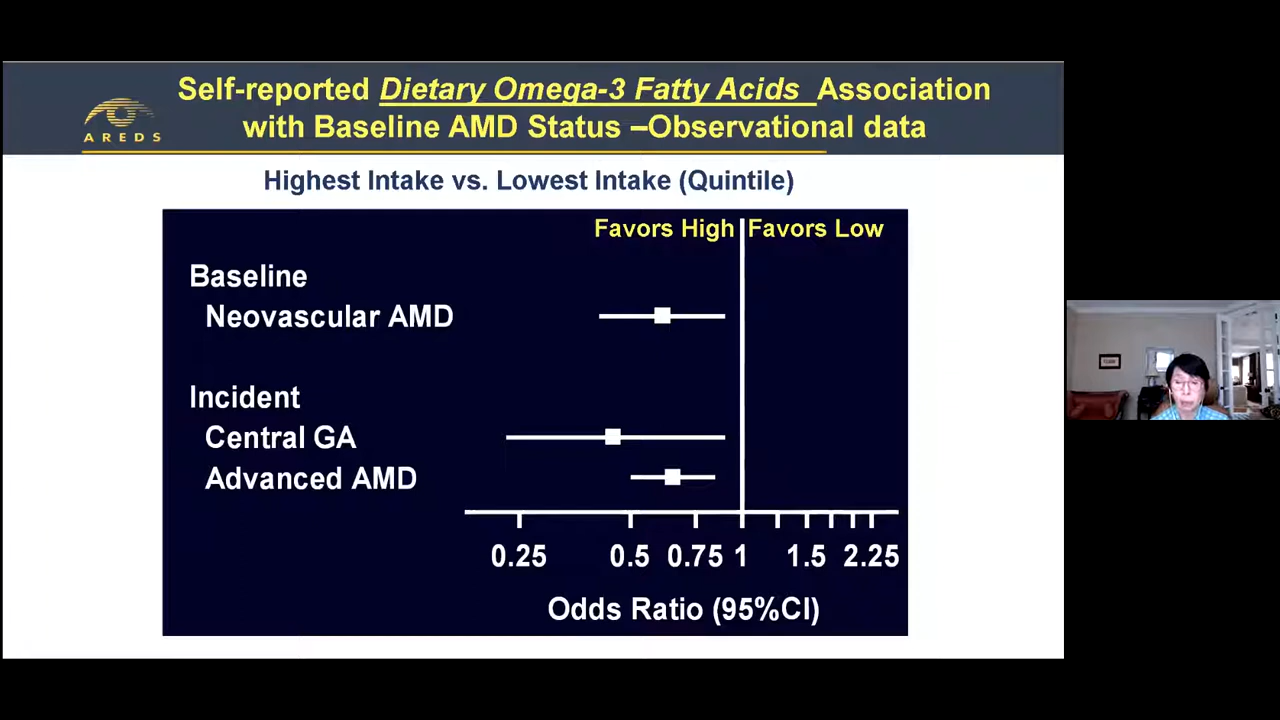 Self-reported Dietary Omega-3 Fatty Acids Association
with Baseline AMD Status –Observational data
AREDS
Highest Intake vs. Lowest Intake (Quintile)
Favors High Favors Low
Baseline
Neovascular AMD
Incident
Central GA
Advanced AMD
0.25 0.5 0.75 1 1.5 2.25
Odds Ratio (95%CI)